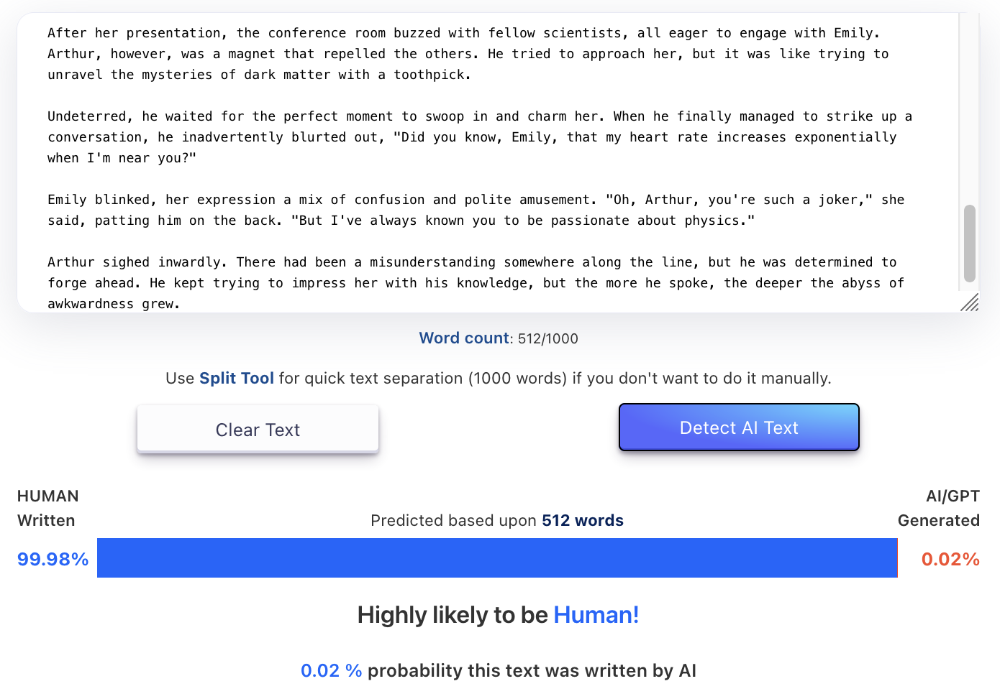 After her presentation, the conference room buzzed with fellow scientists, all eager to engage with Emily.
Arthur, however, was a magnet that repelled the others. He tried to approach her, but it was like trying to
unravel the mysteries of dark matter with a toothpick.
Undeterred, he waited for the perfect moment to swoop in and charm her. When he finally managed to strike up a
conversation, he inadvertently blurted out, "Did you know, Emily, that my heart rate increases exponentially
when I'm near you?"
Emily blinked, her expression a mix of confusion and polite amusement. "Oh, Arthur, you're such a joker," she
said, patting him on the back. "But I've always known you to be passionate about physics."
Arthur sighed inwardly. There had been a misunderstanding somewhere along the line, but he was determined to
forge ahead. He kept trying to impress her with his knowledge, but the more he spoke, the deeper the abyss of
awkwardness grew.
Word count: 512/1000
Use Split Tool for quick text separation (1000 words) if you don't want to do it manually.
Clear Text
Detect AI Text
HUMAN
Written
Predicted based upon 512 words
AI/GPT
Generated
99.98%
0.02%
Highly likely to be Human!
0.02 % probability this text was written by AI